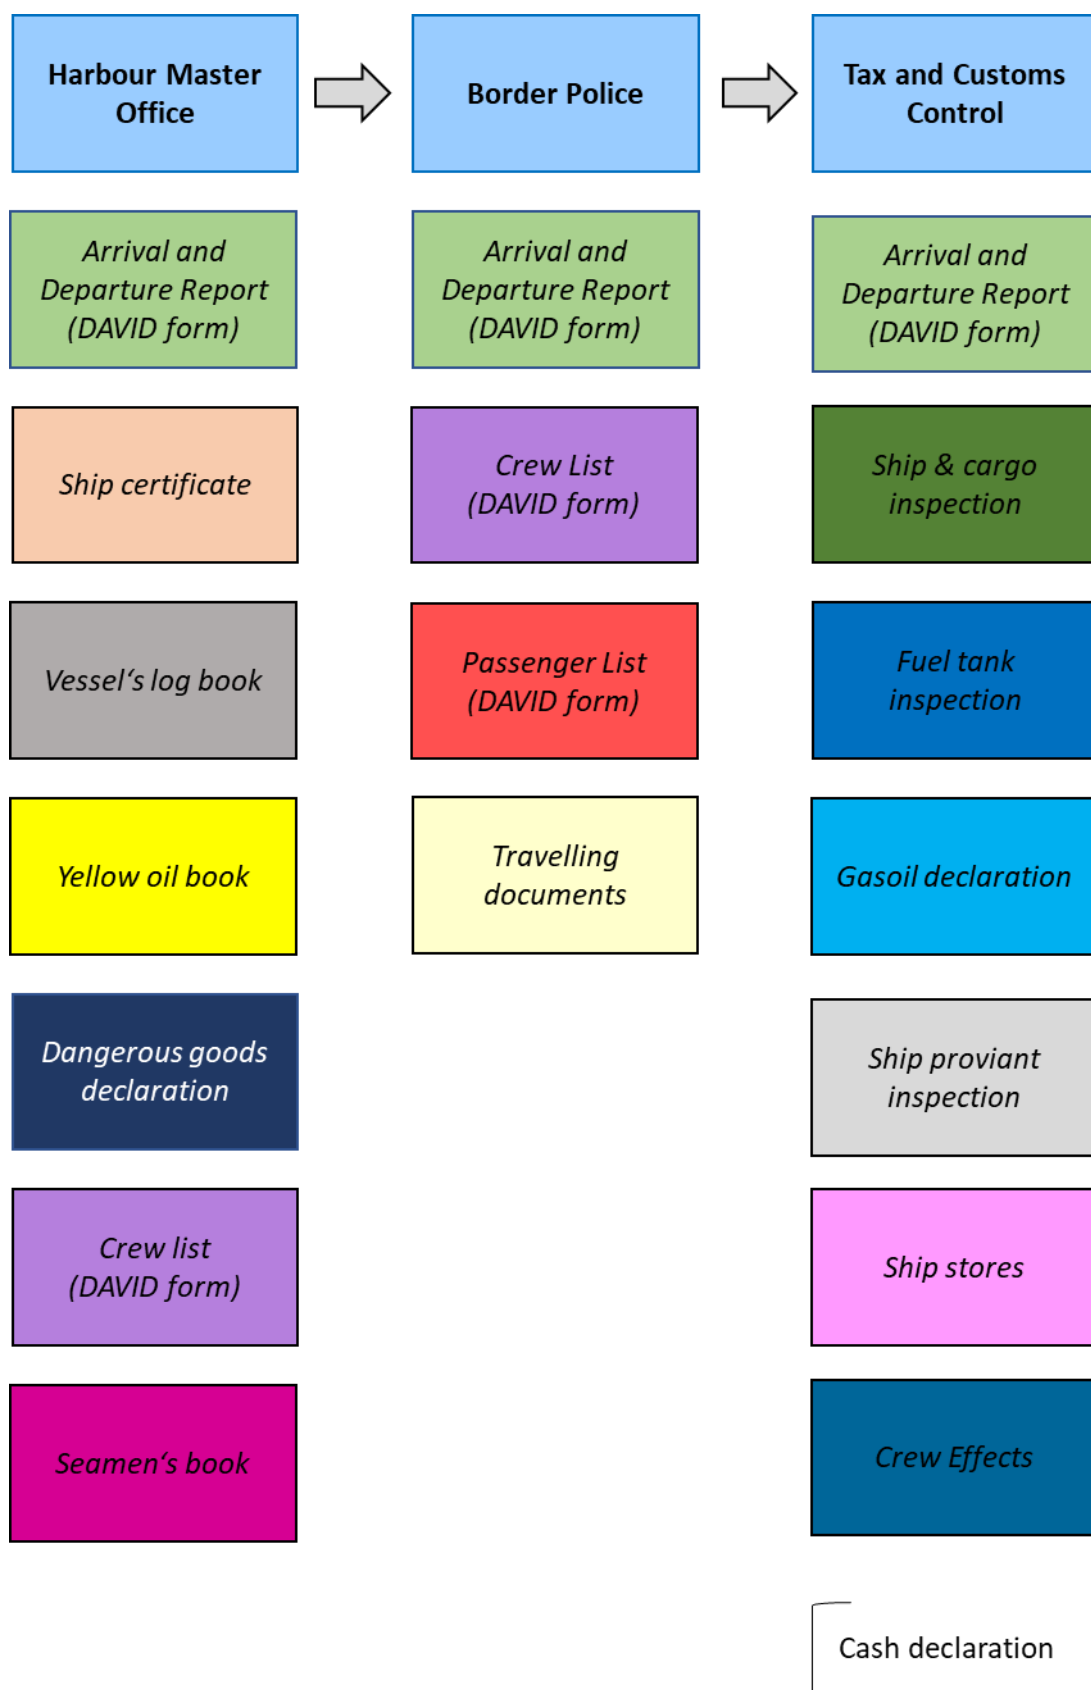 Harbour Master
Office
Border Police
Tax and Customs
Control
Arrival and
Departure Report
(DAVID form)
Arrival and
Departure Report
(DAVID form)
Arrival and
Departure Report
(DAVID form)
Ship certificate
Crew List
(DAVID form)
Ship & cargo
inspection
Vessel‘s log book
Passenger List
(DAVID form)
Fuel tank
inspection
Yellow oil book
Travelling
documents
Gasoil declaration
Dangerous goods
declaration
Ship proviant
inspection
Crew list
(DAVID form)
Ship stores
Seamen‘s book
Crew Effects
Cash declaration